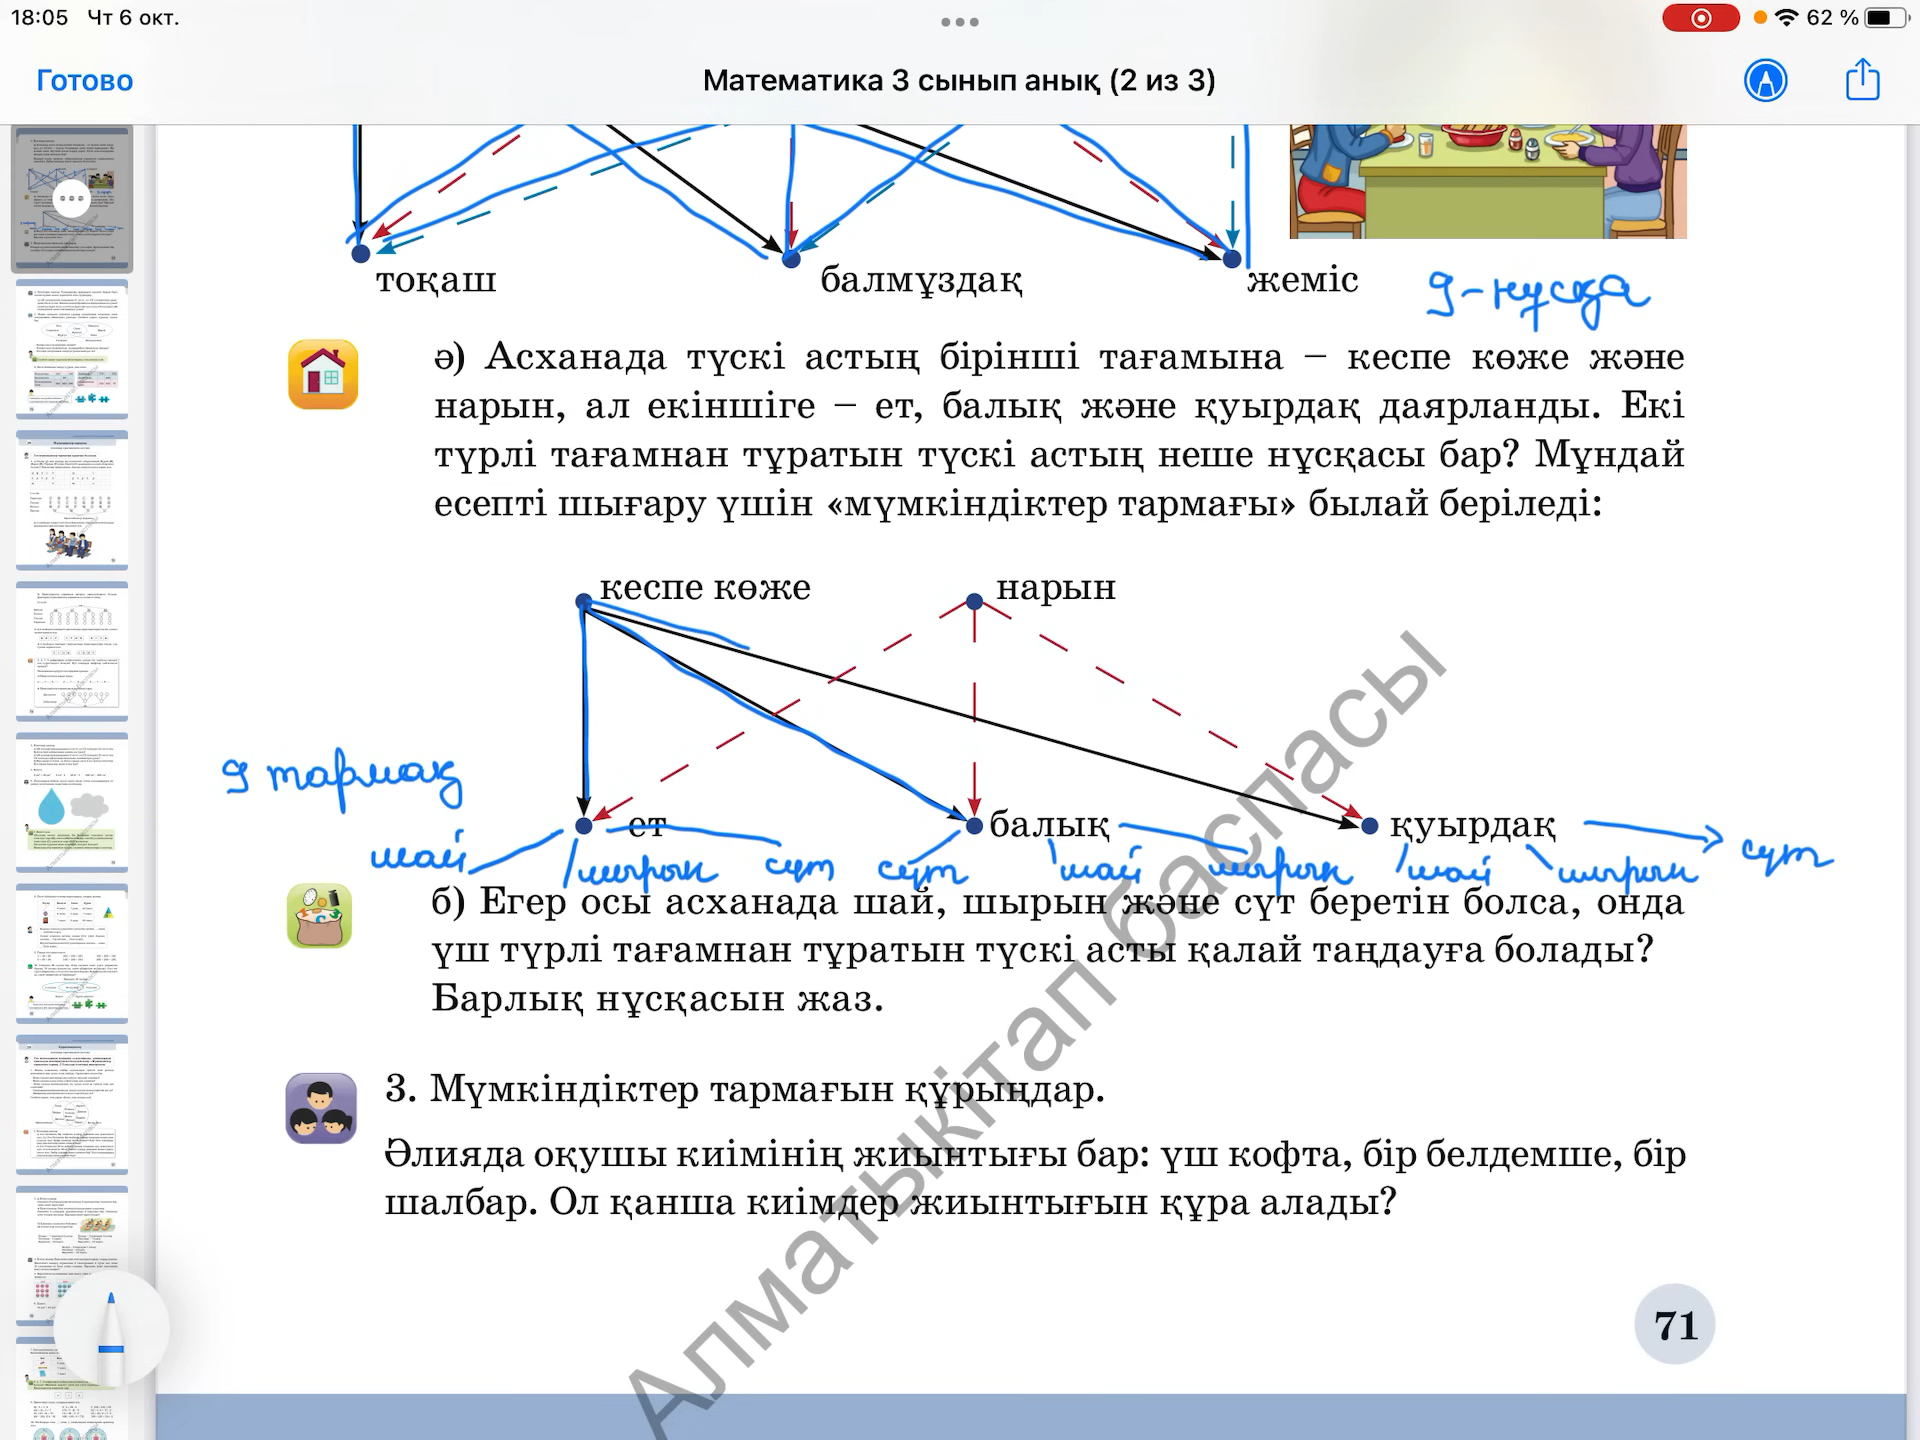 18:05 Чт 6 окт.
62 %
Готово
Математика 3 сынып анық (2 из 3)
тоқаш
балмұздақ
жеміс
9-нұсқа
ә) Асханада түскі астың бірінші тағамына – кеспе көже және
нарын, ал екіншіге – ет, балық және қуырдақ даярланды. Екі
түрлі тағамнан тұратын түскі астың неше нұсқасы бар? Мұндай
есепті шығару үшін «мүмкіндіктер тармағы» былай беріледі:
кеспе көже
нарын
9 тармақ
ет
балық
қуырдақ
шай шырын сүт сүт шай шырын шай шырын сүт
б) Егер осы асханада шай, шырын және сүт беретін болса, онда
үш түрлі тағамнан тұратын түскі асты қалай таңдауға болады?
Барлық нұсқасын жаз.
3. Мүмкіндіктер тармағын құрыңдар.
Әлияда оқушы киімінің жиынтығы бар: үш кофта, бір белдемше, бір
шалбар. Ол қанша киімдер жиынтығын құра алады?
71
Алматыкітап баспасы